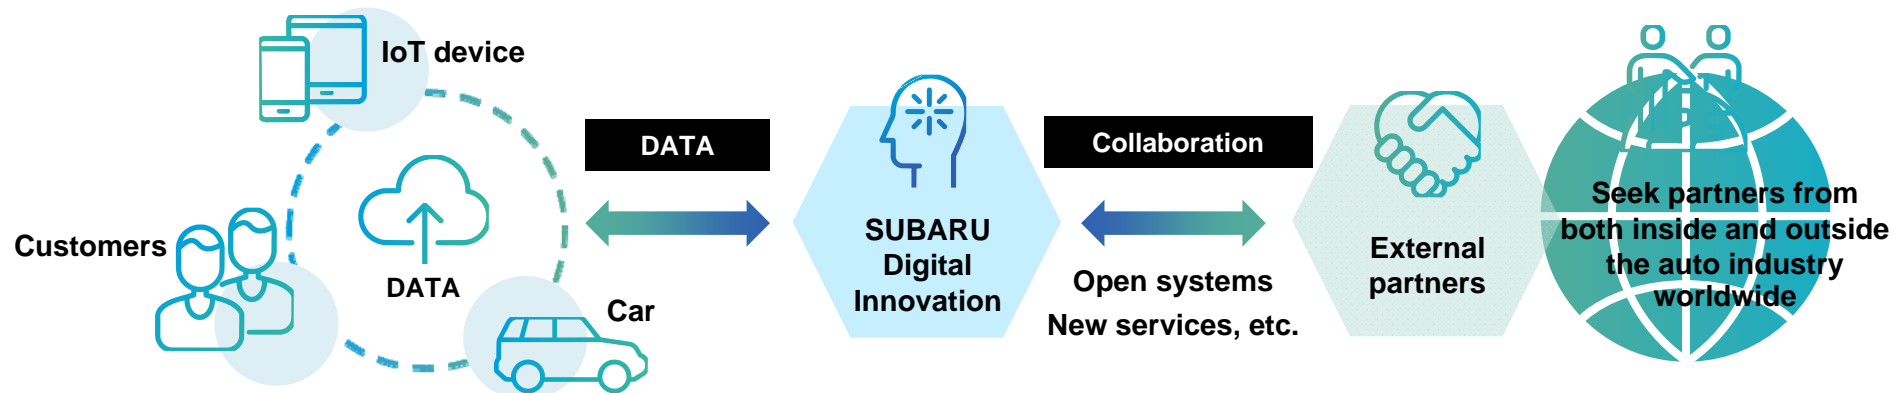 IoT device
Customers
DATA
Car
DATA
SUBARU
Digital
Innovation
Collaboration
Open systems
New services, etc.
External
partners
Seek partners from
both inside and outside
the auto industry
worldwide